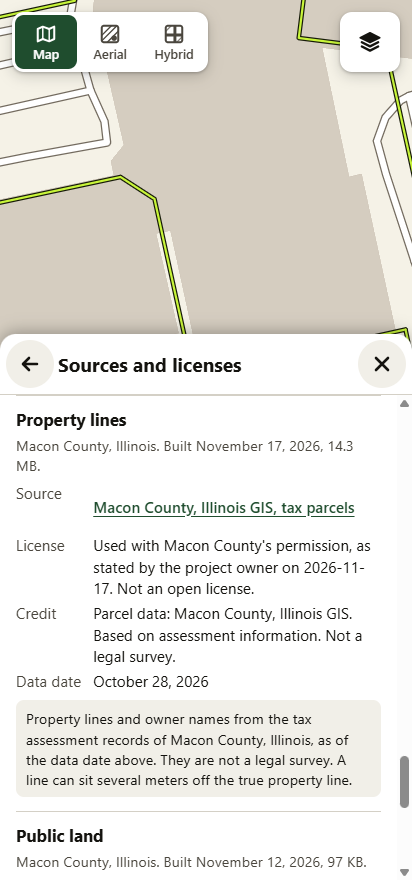 Map
Aerial
Hybrid
Sources and licenses
Property lines
Macon County, Illinois. Built November 17, 2026, 14.3
MB.
Source
Macon County, Illinois GIS, tax parcels
License
Used with Macon County's permission, as
stated by the project owner on 2026-11-
17. Not an open license.
Credit
Parcel data: Macon County, Illinois GIS.
Based on assessment information. Not a
legal survey.
Data date
October 28, 2026
Property lines and owner names from the tax
assessment records of Macon County, Illinois, as of
the data date above. They are not a legal survey. A
line can sit several meters off the true property line.
Public land
Macon County, Illinois. Built November 12, 2026, 97 KB.